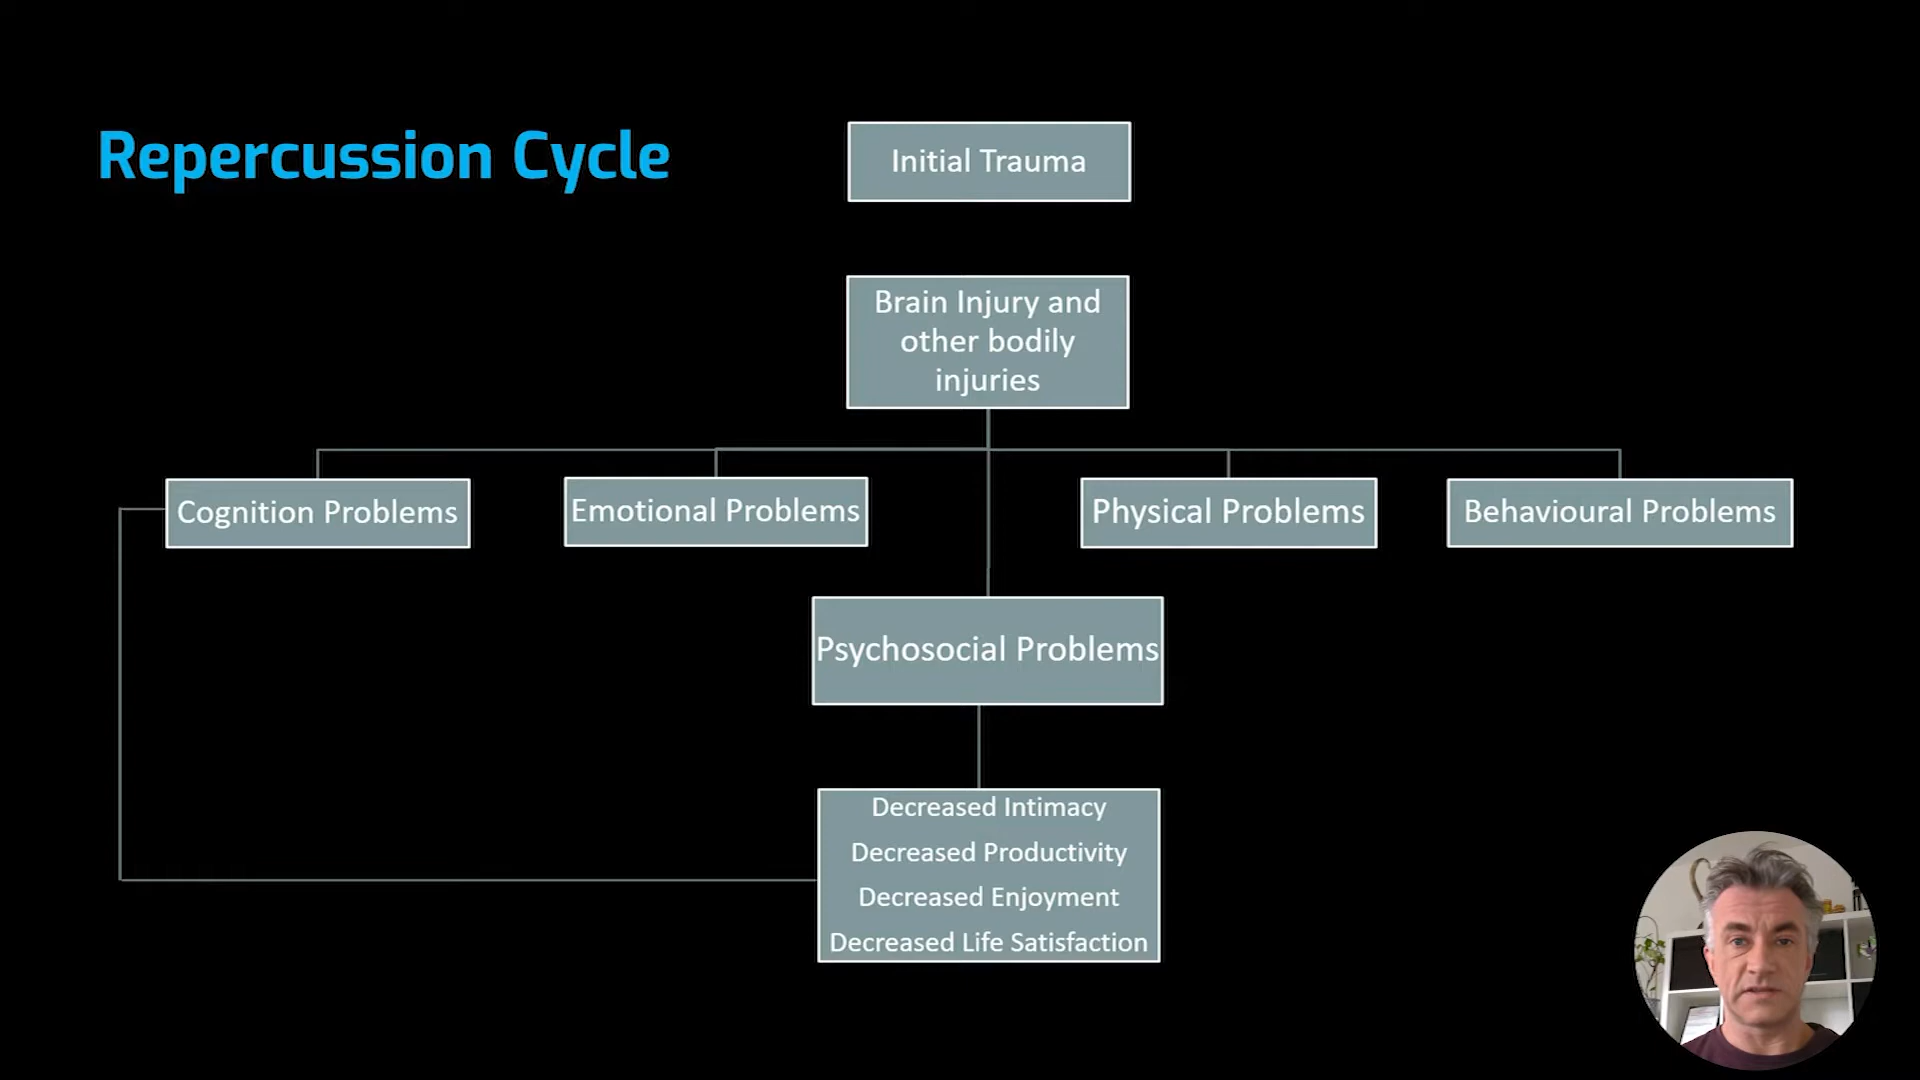 Repercussion Cycle
Initial Trauma
Brain Injury and
other bodily
injuries
Cognition Problems
Emotional Problems
Physical Problems
Behavioural Problems
Psychosocial Problems
Decreased Intimacy
Decreased Productivity
Decreased Enjoyment
Decreased Life Satisfaction